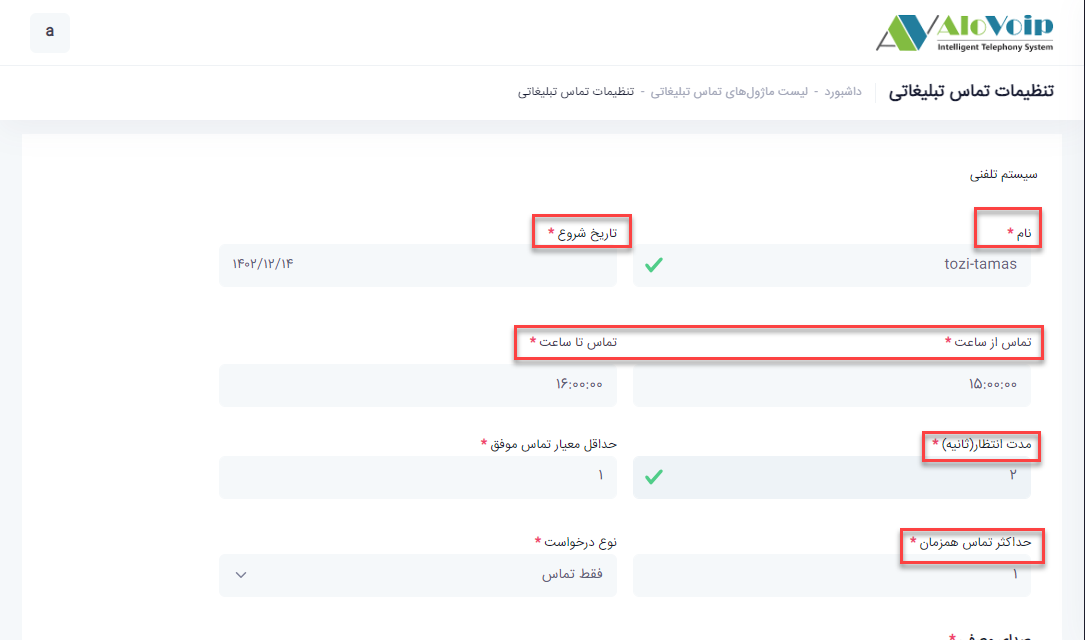 AloVoip
Intelligent Telephony System
a
تنظیمات تماس تبلیغاتی
داشبورد - لیست ماژول‌های تماس تبلیغاتی - تنظیمات تماس تبلیغاتی
سیستم تلفنی
نام *
تاریخ شروع *
tozi-tamas
۱۴۰۲/۱۲/۱۴
تماس از ساعت *
تماس تا ساعت *
۱۵:۰۰:۰۰
۱۶:۰۰:۰۰
مدت انتظار(ثانیه) *
حداقل معیار تماس موفق *
۲
۱
حداکثر تماس همزمان *
نوع درخواست *
۱
فقط تماس